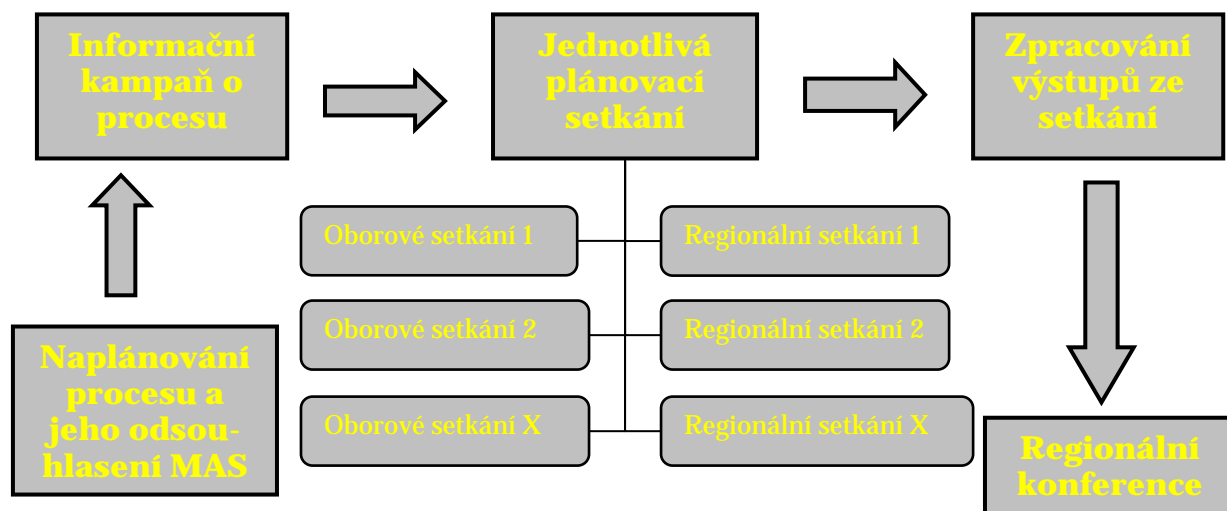 Informační
kampaň o
procesu
Jednotlivá
plánovací
setkání
Zpracování
výstupů ze
setkání
Oborové setkání 1
Regionální setkání 1
Oborové setkání 2
Regionální setkání 2
Oborové setkání X
Regionální setkání X
Naplánování
procesu a
jeho odsou-
hlasení MAS
Regionální
konference